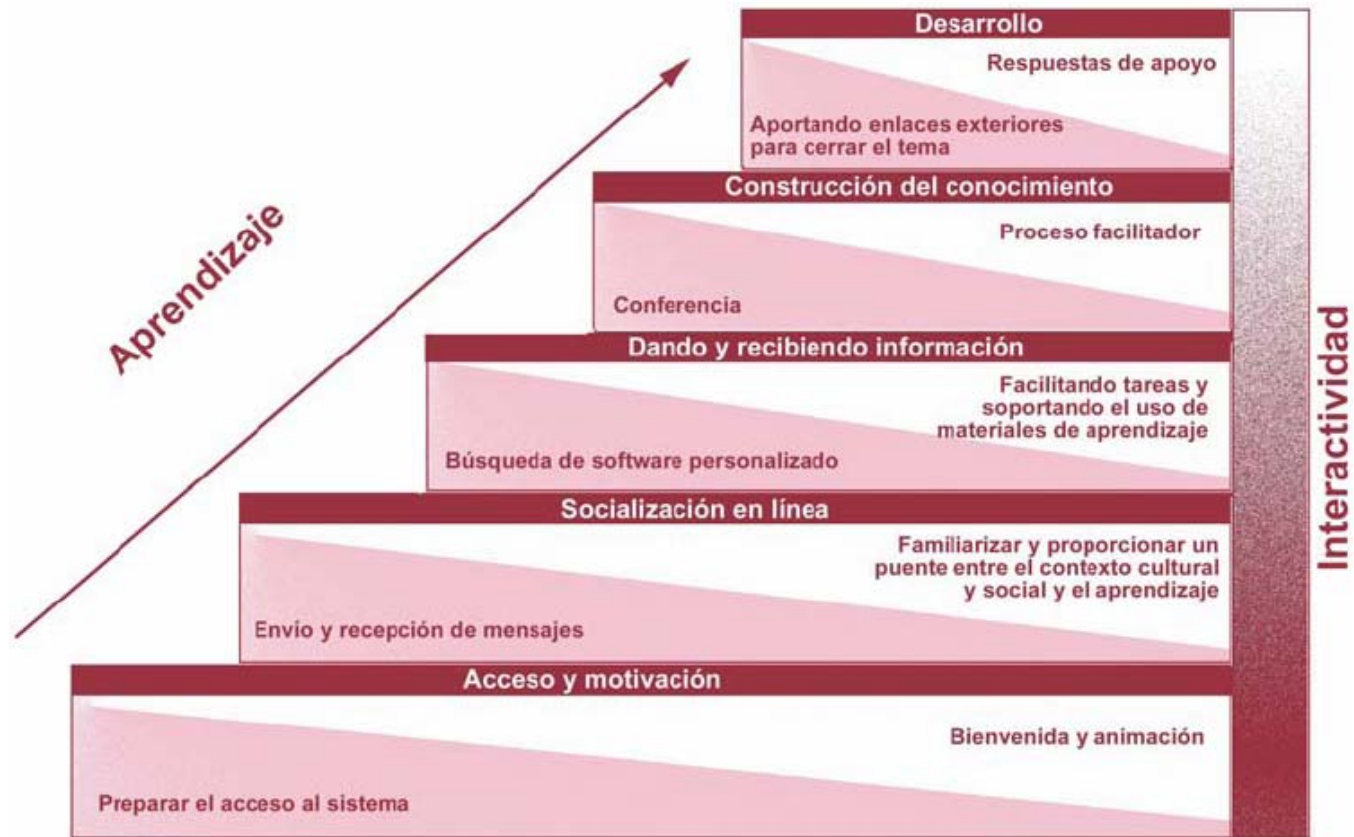 Desarrollo
Respuestas de apoyo
Aportando enlaces exteriores
para cerrar el tema
Construcción del conocimiento
Proceso facilitador
Conferencia
Dando y recibiendo información
Facilitando tareas y
soportando el uso de
materiales de aprendizaje
Búsqueda de software personalizado
Socialización en línea
Familiarizar y proporcionar un
puente entre el contexto cultural
y social y el aprendizaje
Envío y recepción de mensajes
Acceso y motivación
Bienvenida y animación
Preparar el acceso al sistema
Aprendizaje
Interactividad